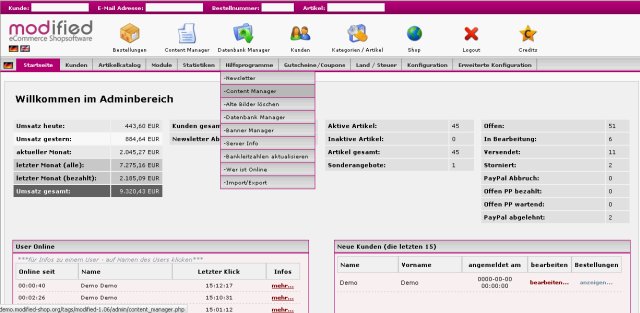 Kunde: E-Mail Adresse: Bestellnummer: Artikel:
modified
eCommerce Shopsoftware
Bestellungen Content Manager Datenbank Manager Kunden Kategorien / Artikel Shop Logout Credits
Startseite Kunden Artikelkatalog Module Statistiken Hilfsprogramme Gutscheine/Coupons Land / Steuer Konfiguration Erweiterte Konfiguration
-Newsletter
-Content Manager
-Alte Bilder löschen
-Datenbank Manager
-Banner Manager
-Server Info
-Bankleitzahlen aktualisieren
-Wer ist Online
-Import/Export
Willkommen im Adminbereich
Umsatz heute: 443,60 EUR
Umsatz gestern: 884,64 EUR
aktueller Monat: 2.045,27 EUR
letzter Monat (alle): 7.275,16 EUR
letzter Monat (bezahlt): 2.185,09 EUR
Umsatz gesamt: 9.320,43 EUR
Kunden gesam
Newsletter Ab
Aktive Artikel: 45
Inaktive Artikel: 0
Artikel gesamt: 45
Sonderangebote: 1
Offen: 51
In Bearbeitung: 6
Versendet: 11
Storniert: 2
PayPal Abbruch: 0
Offen PP bezahlt: 0
Offen PP wartend: 0
PayPal abgelehnt: 2
User Online
***für Infos zu einem User - auf Namen des Users klicken***
Online seit Name Letzter Klick Infos
00:00:40 Demo Demo 15:12:17 mehr...
00:02:26 Demo Demo 15:10:31 mehr...
15:01:12 mehr...
Neue Kunden (die letzten 15)
Name Vorname angemeldet am bearbeiten Bestellungen
Demo Demo 0000-00-00 bearbeiten... anzeigen...
00:00:00
demo.modified-shop.org/tags/modified-1.06/admin/content_manager.php